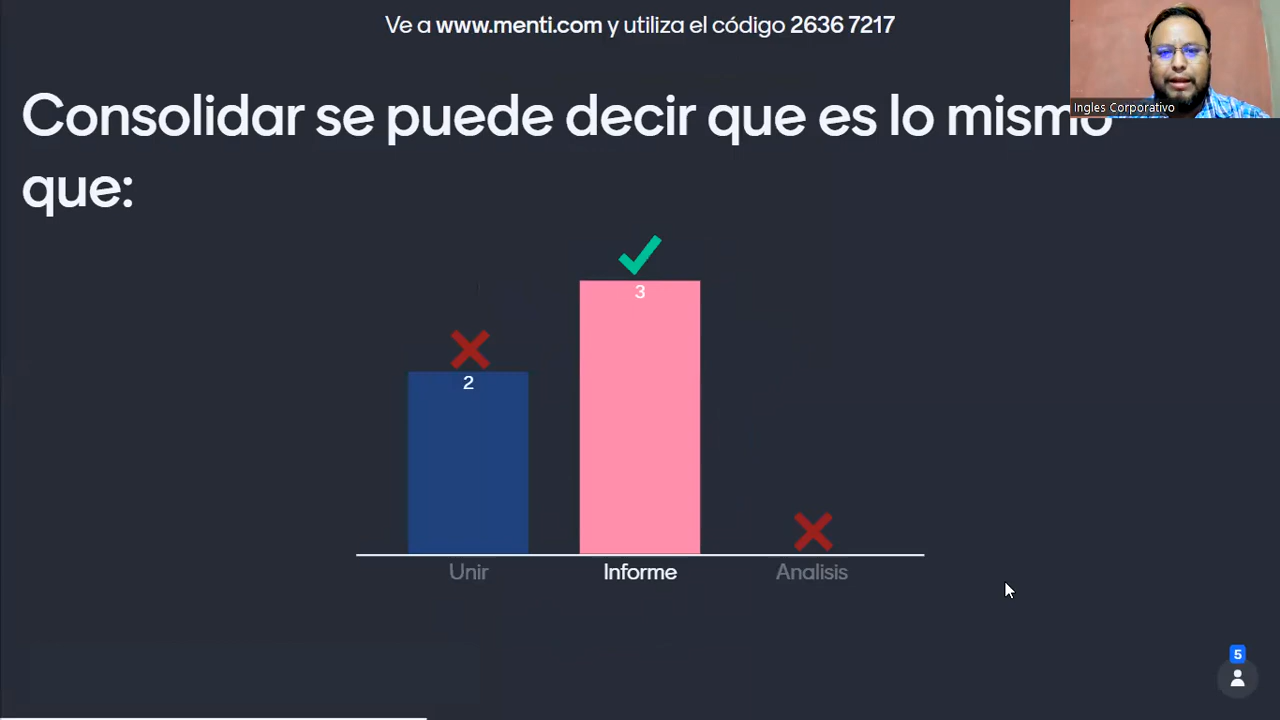 Ve a www.menti.com y utiliza el código 2636 7217
Ingles Corporativo
Consolidar se puede decir que es lo mismo
que:
3
2
Unir
Informe
Analisis
5